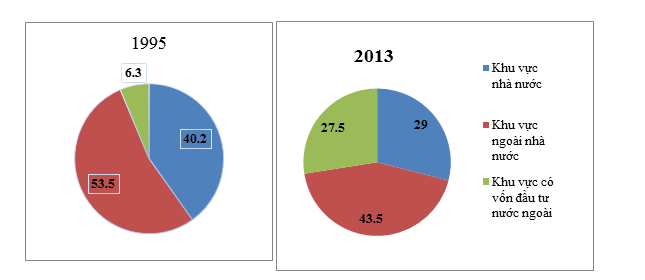 1995
6.3
40.2
53.5
2013
27.5
29
43.5
Khu vực
nhà nước
Khu vực
ngoài nhà
nước
Khu vực có
vốn đầu tư
nước ngoài